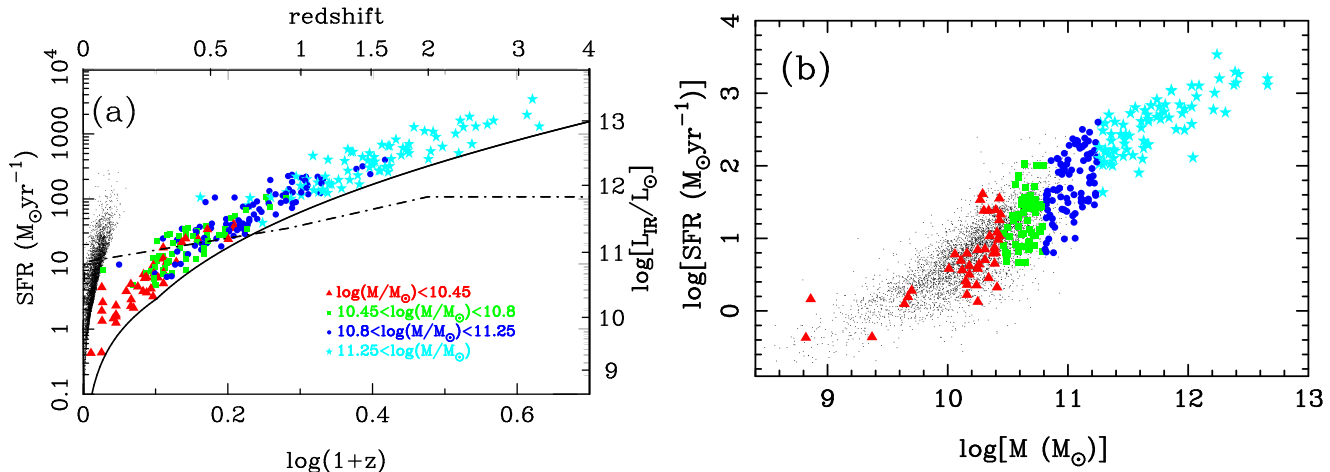 redshift
0 0.5 1 1.5 2 3 4
(a)
SFR (M⊙yr⁻¹)
10⁴
1000
100
10
1
0.1
log[L_IR/L⊙]
13
12
11
10
9
log(M/M⊙)<10.45
10.45<log(M/M⊙)<10.8
10.8<log(M/M⊙)<11.25
11.25<log(M/M⊙)
0 0.2 0.4 0.6
log(1+z)
(b)
log[SFR (M⊙yr⁻¹)]
4
3
2
1
0
9 10 11 12 13
log[M (M⊙)]